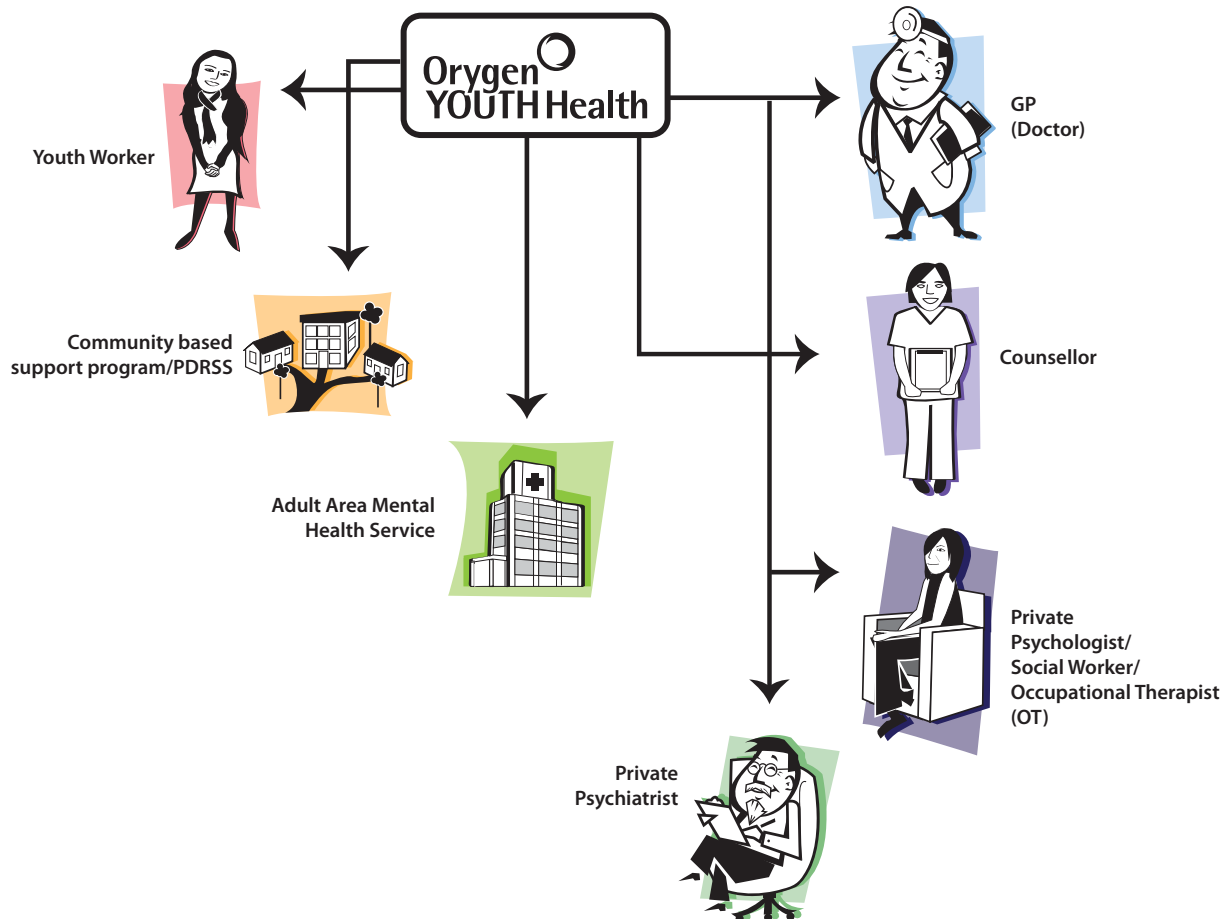 Orygen
YOUTH Health
GP
(Doctor)
Youth Worker
Community based
support program/PDRSS
Counsellor
Adult Area Mental
Health Service
Private
Psychologist/
Social Worker/
Occupational Therapist
(OT)
Private
Psychiatrist